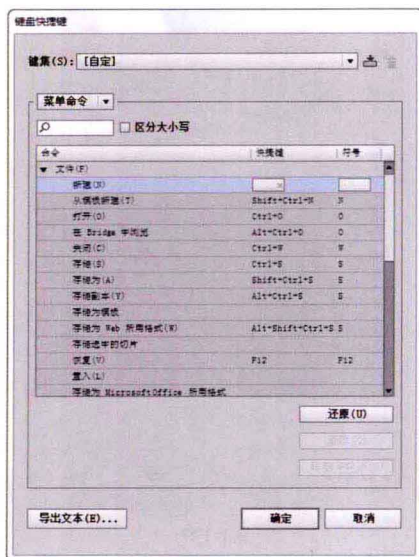 键盘快捷键
键集(S): [自定]
菜单命令
区分大小写
命令 快捷键 符号
文件(F)
新建(N)
从模板新建(T) Shift+Ctrl+N N
打开(O) Ctrl+O O
在 Bridge 中浏览 Alt+Ctrl+O O
关闭(C) Ctrl+W W
存储(S) Ctrl+S S
存储为(A) Shift+Ctrl+S S
存储副本(Y) Alt+Ctrl+S S
存储为模板
存储为 Web 所用格式(W) Alt+Shift+Ctrl+S S
存储选中的切片
恢复(V) F12 F12
置入(L)
存储为 Microsoft Office 所用格式
还原(U)
导出文本(E)... 确定 取消